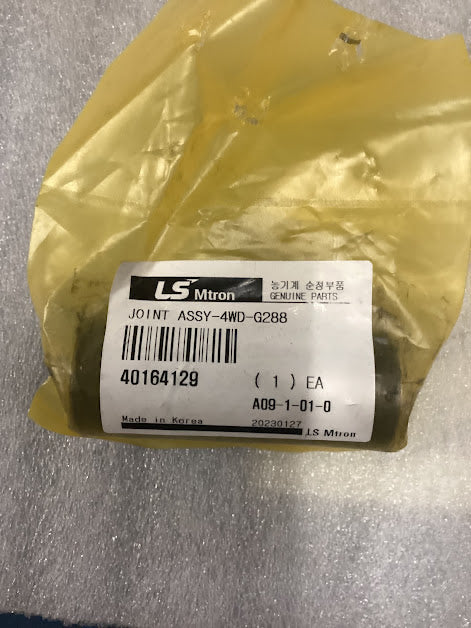 LS Mtron
농기계 순정부품
GENUINE PARTS
JOINT ASSY-4WD-G288
40164129
( 1 ) EA
A09-1-01-0
Made in Korea
20230127
LS Mtron